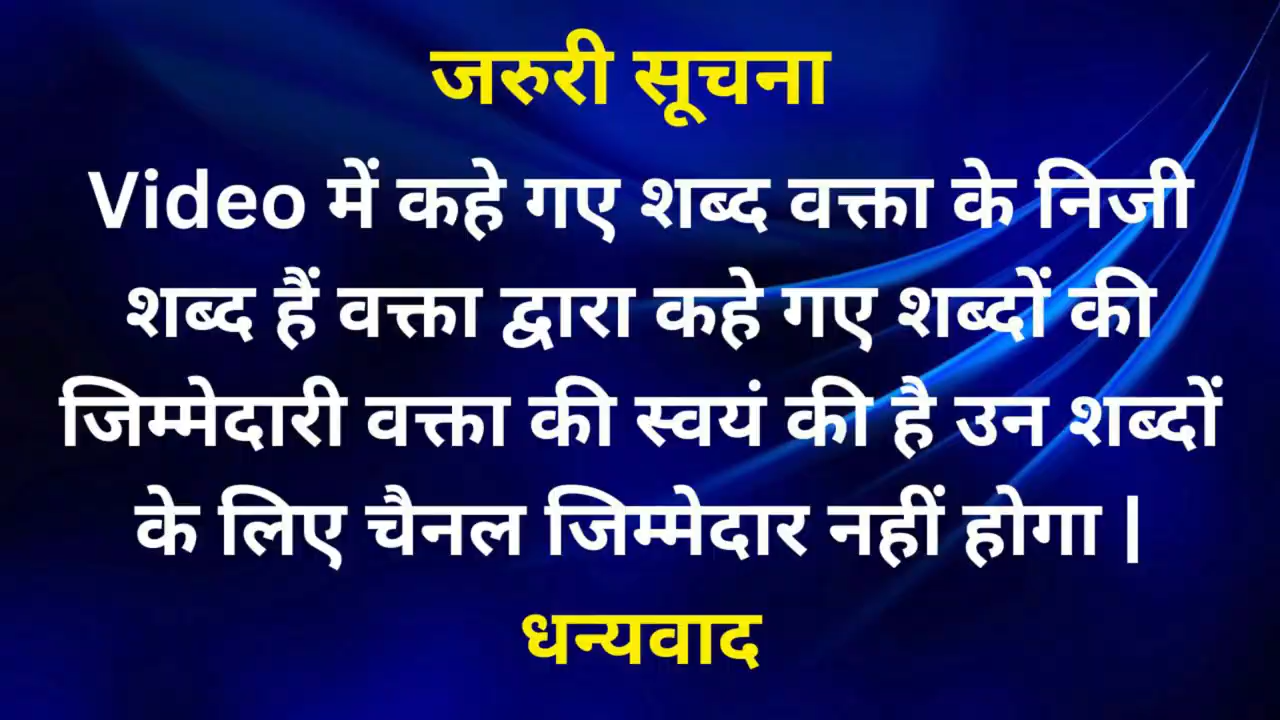 जरुरी सूचना
Video में कहे गए शब्द वक्ता के निजी
शब्द हैं वक्ता द्वारा कहे गए शब्दों की
जिम्मेदारी वक्ता की स्वयं की है उन शब्दों
के लिए चैनल जिम्मेदार नहीं होगा |
धन्यवाद